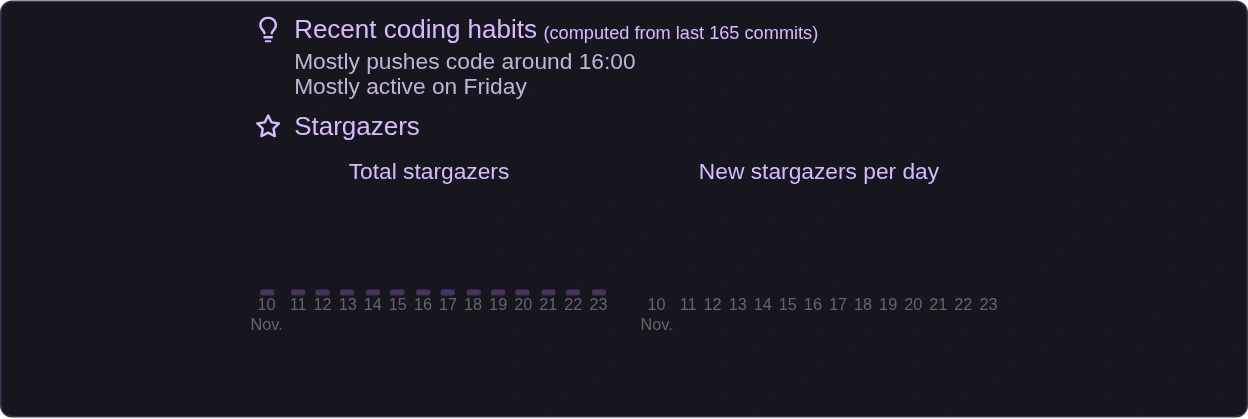 Recent coding habits (computed from last 165 commits)
Mostly pushes code around 16:00
Mostly active on Friday
Stargazers
Total stargazers
10 11 12 13 14 15 16 17 18 19 20 21 22 23
Nov.
New stargazers per day
10 11 12 13 14 15 16 17 18 19 20 21 22 23
Nov.